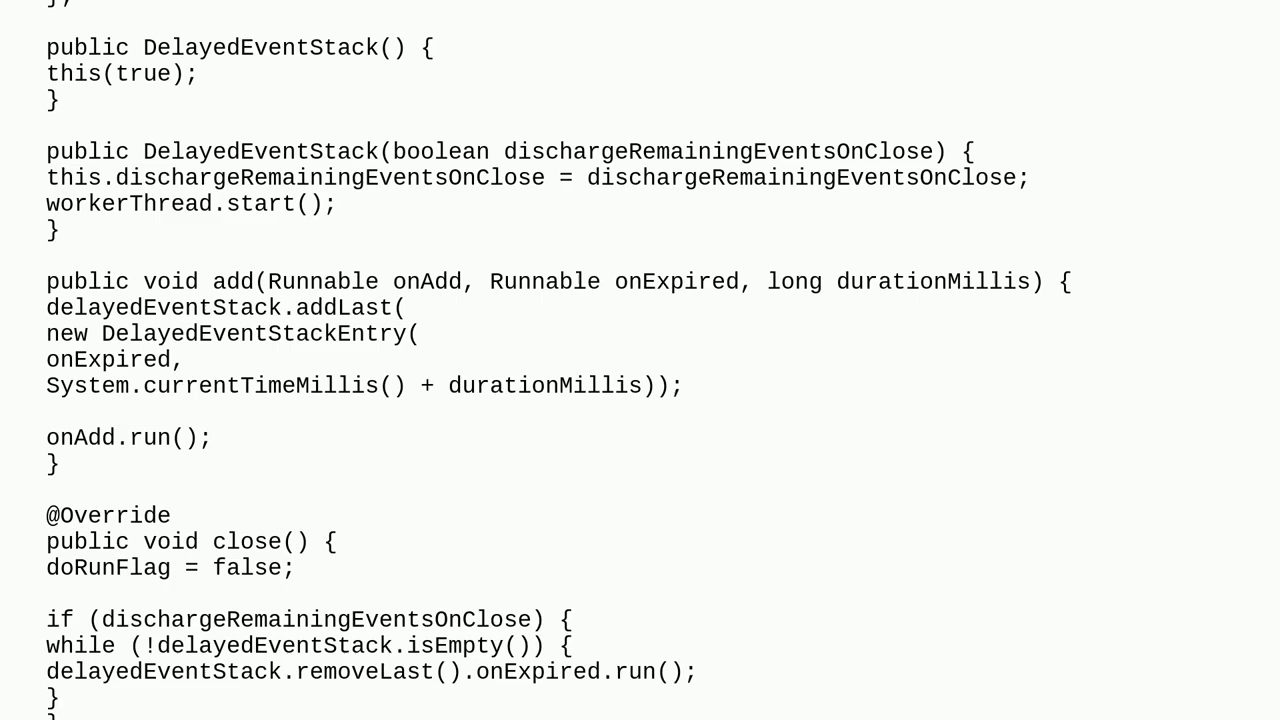 };
public DelayedEventStack() {
this(true);
}
public DelayedEventStack(boolean dischargeRemainingEventsOnClose) {
this.dischargeRemainingEventsOnClose = dischargeRemainingEventsOnClose;
workerThread.start();
}
public void add(Runnable onAdd, Runnable onExpired, long durationMillis) {
delayedEventStack.addLast(
new DelayedEventStackEntry(
onExpired,
System.currentTimeMillis() + durationMillis));
onAdd.run();
}
@Override
public void close() {
doRunFlag = false;
if (dischargeRemainingEventsOnClose) {
while (!delayedEventStack.isEmpty()) {
delayedEventStack.removeLast().onExpired.run();
}
}